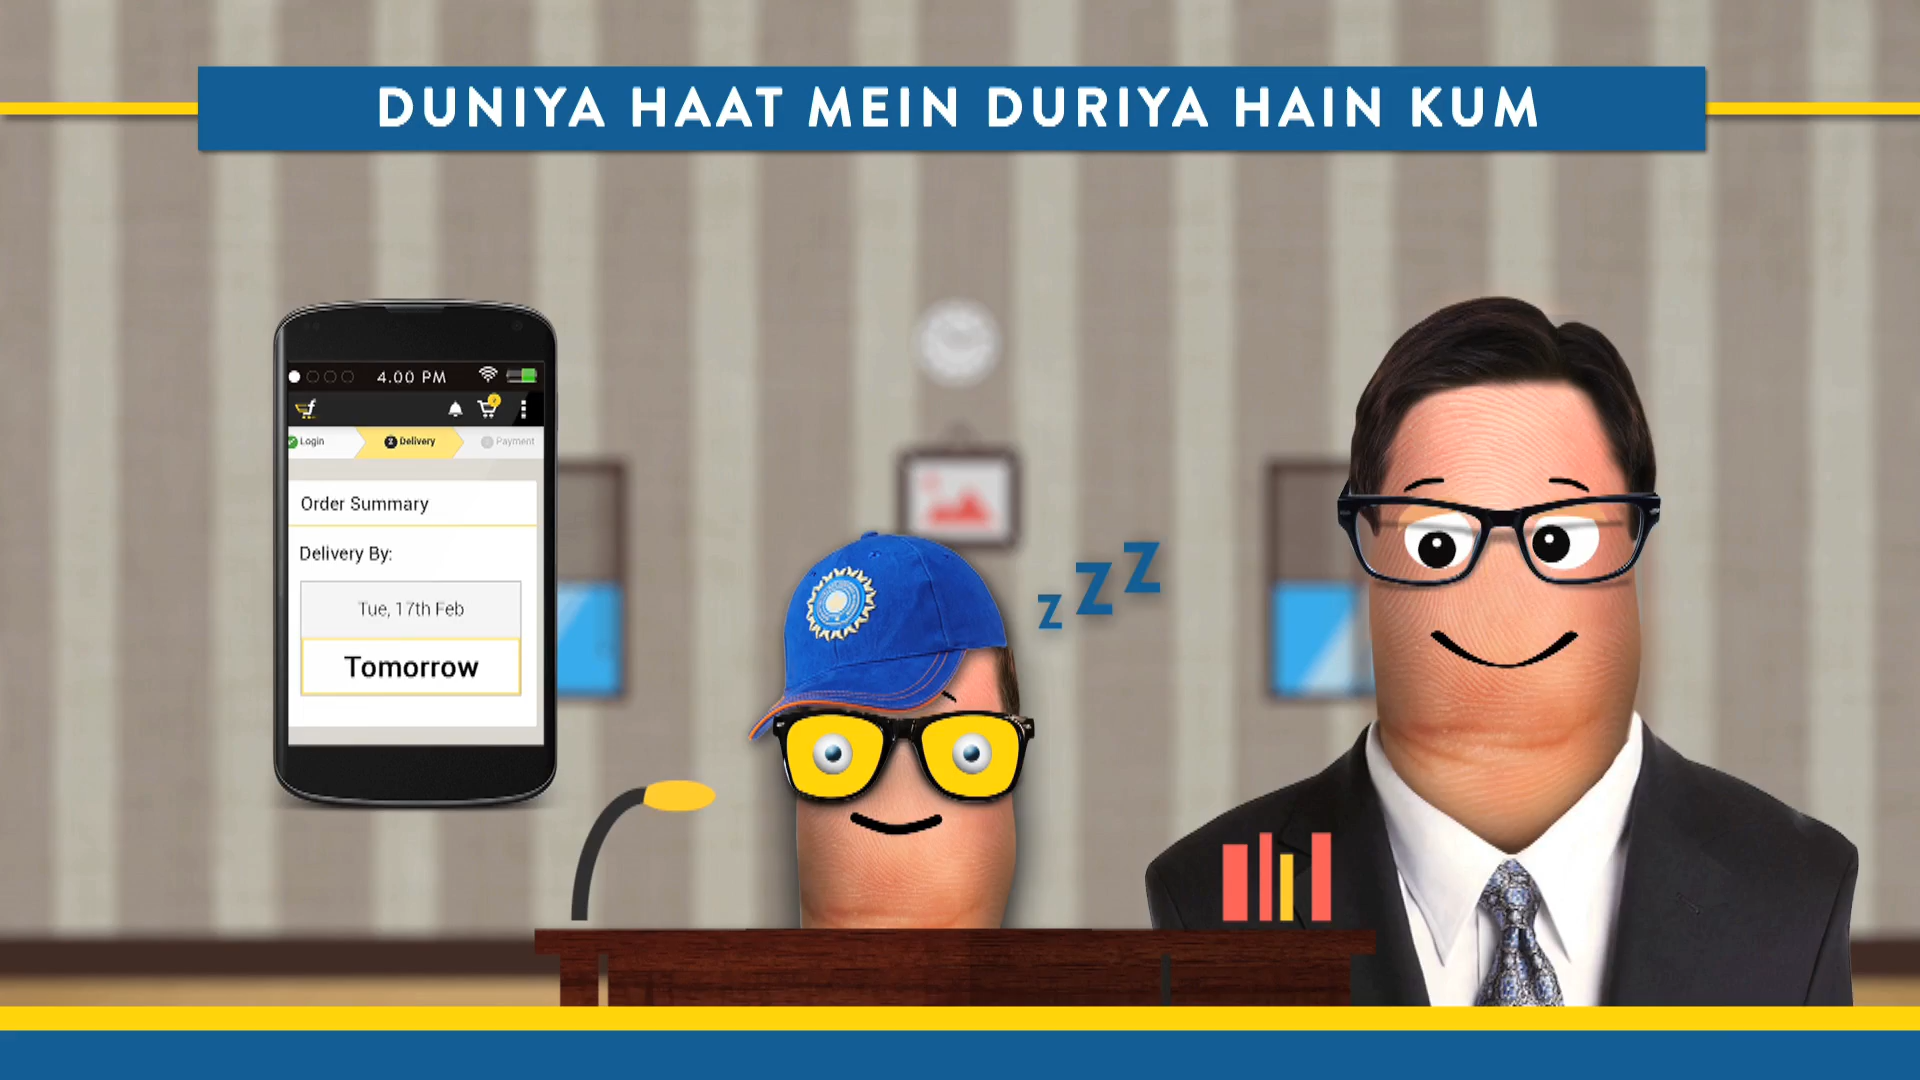 DUNIYA HAAT MEIN DURIYA HAIN KUM
4.00 PM
Login
2 Delivery
Payment
Order Summary
Delivery By:
Tue, 17th Feb
Tomorrow
z Z Z